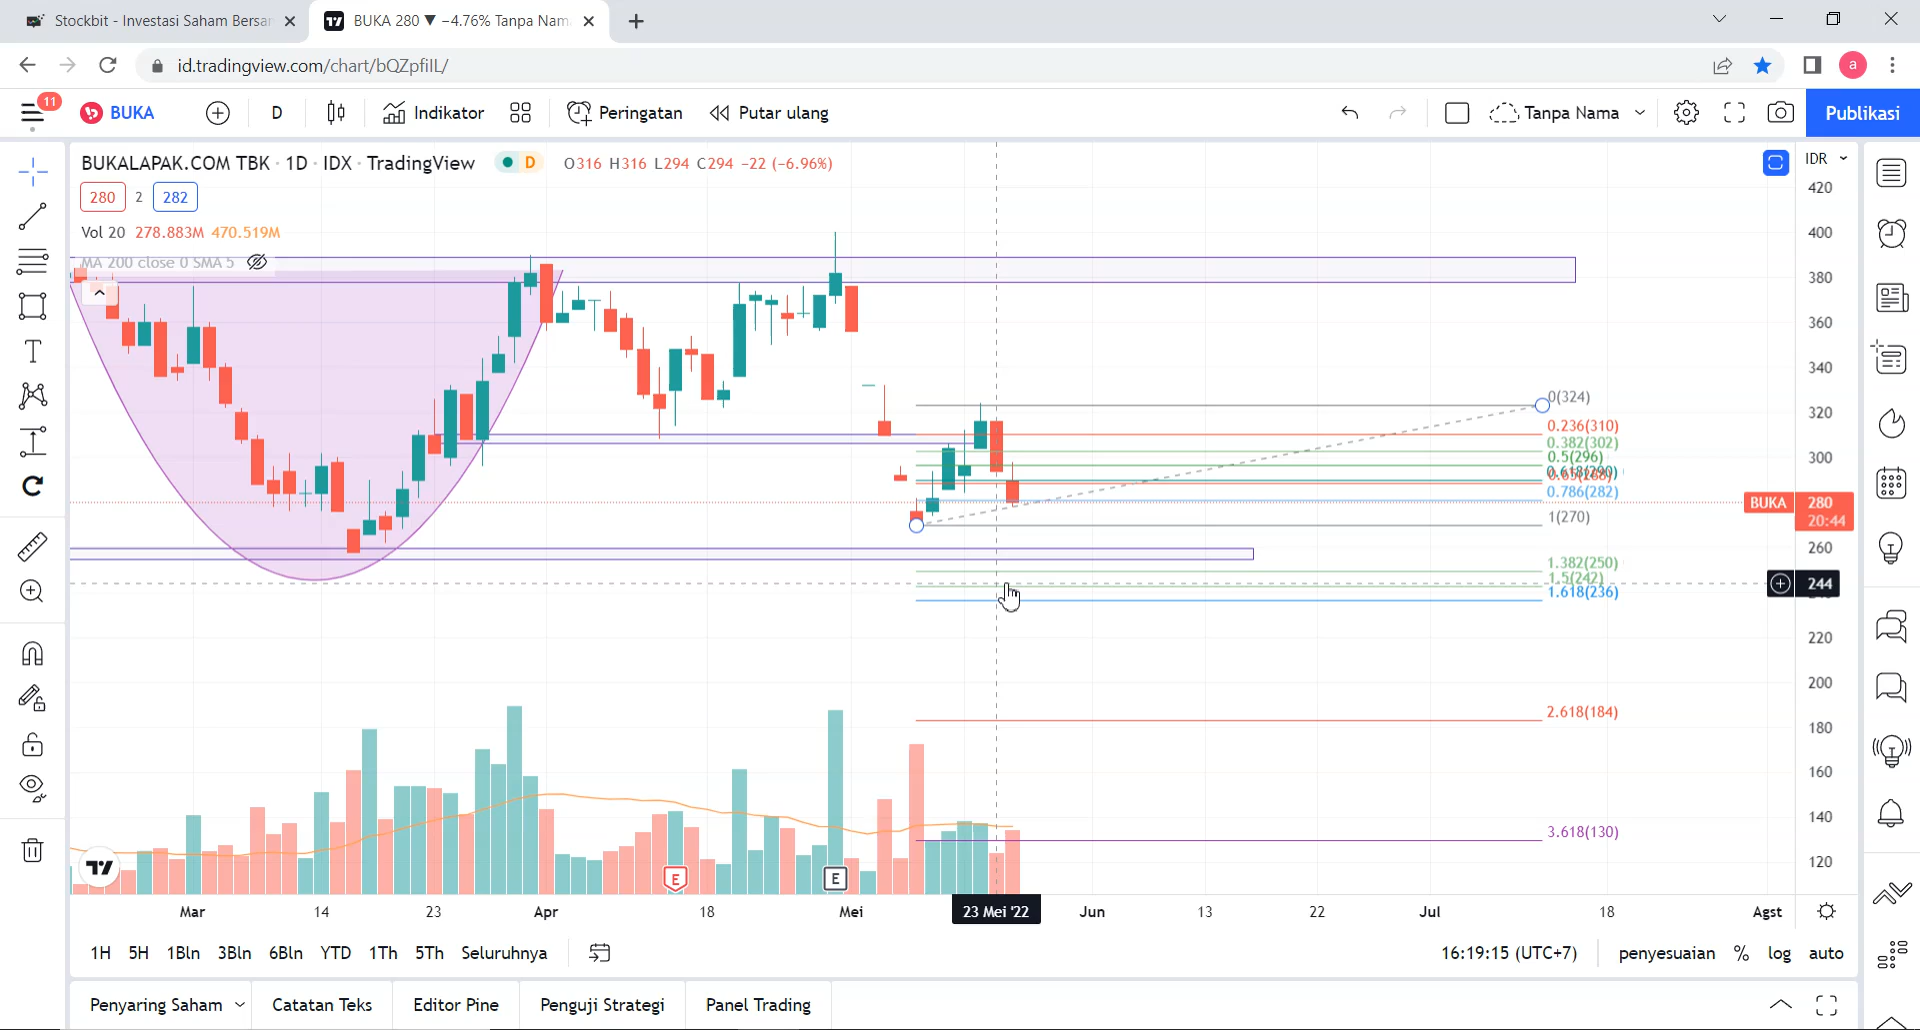 Stockbit - Investasi Saham Bersar
BUKA 280 ▼ −4.76% Tanpa Nam
id.tradingview.com/chart/bQZpfiIL/
a
11
BUKA
D
Indikator
Peringatan
Putar ulang
Tanpa Nama
Publikasi
BUKALAPAK.COM TBK · 1D · IDX · TradingView
D
O316 H316 L294 C294 −22 (−6.96%)
IDR
280
2
282
Vol 20 278.883M 470.519M
MA 200 close 0 SMA 5
420
400
380
360
340
320
300
BUKA
280
20:44
260
244
220
200
180
160
140
120
0(324)
0.236(310)
0.382(302)
0.5(296)
0.618(290)
0.786(282)
1(270)
1.382(250)
1.5(242)
1.618(236)
2.618(184)
3.618(130)
E
E
Mar
14
23
Apr
18
Mei
23 Mei '22
Jun
13
22
Jul
18
Agst
1H
5H
1Bln
3Bln
6Bln
YTD
1Th
5Th
Seluruhnya
16:19:15 (UTC+7)
penyesuaian
%
log
auto
Penyaring Saham
Catatan Teks
Editor Pine
Penguji Strategi
Panel Trading